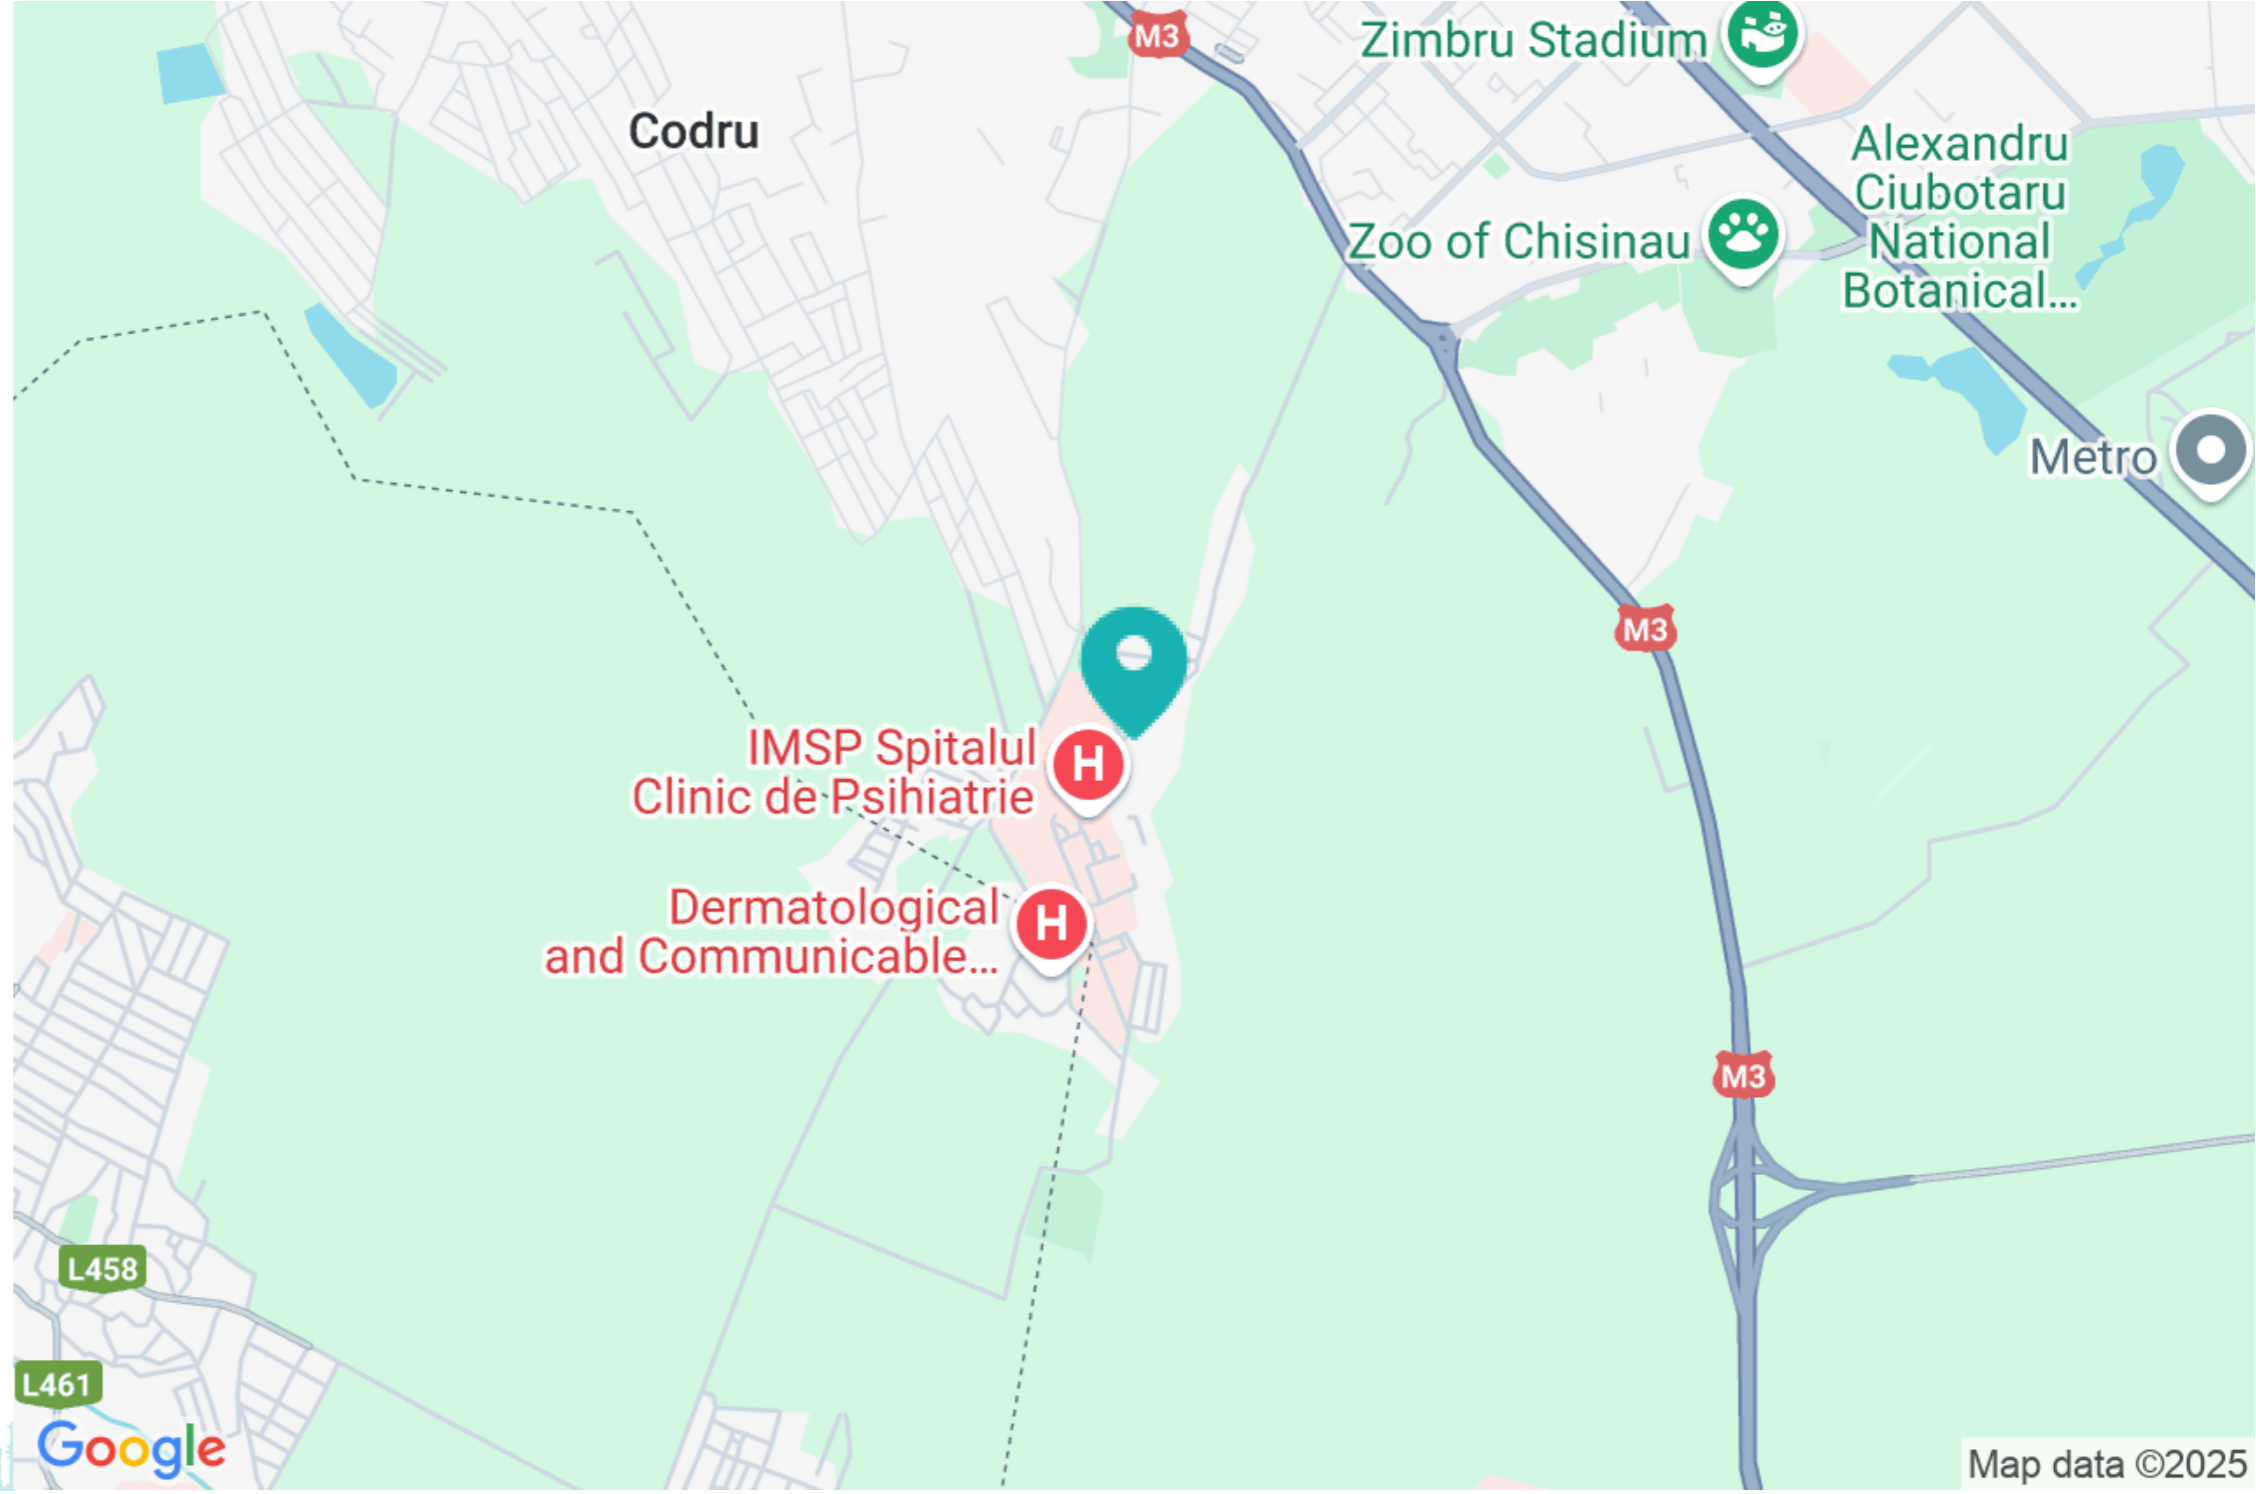 M3
Zimbru Stadium
Codru
Alexandru
Ciubotaru
National
Botanical...
Zoo of Chisinau
Metro
M3
IMSP Spitalul
Clinic de Psihiatrie
H
Dermatological
and Communicable...
H
M3
L458
L461
Google
Map data ©2025